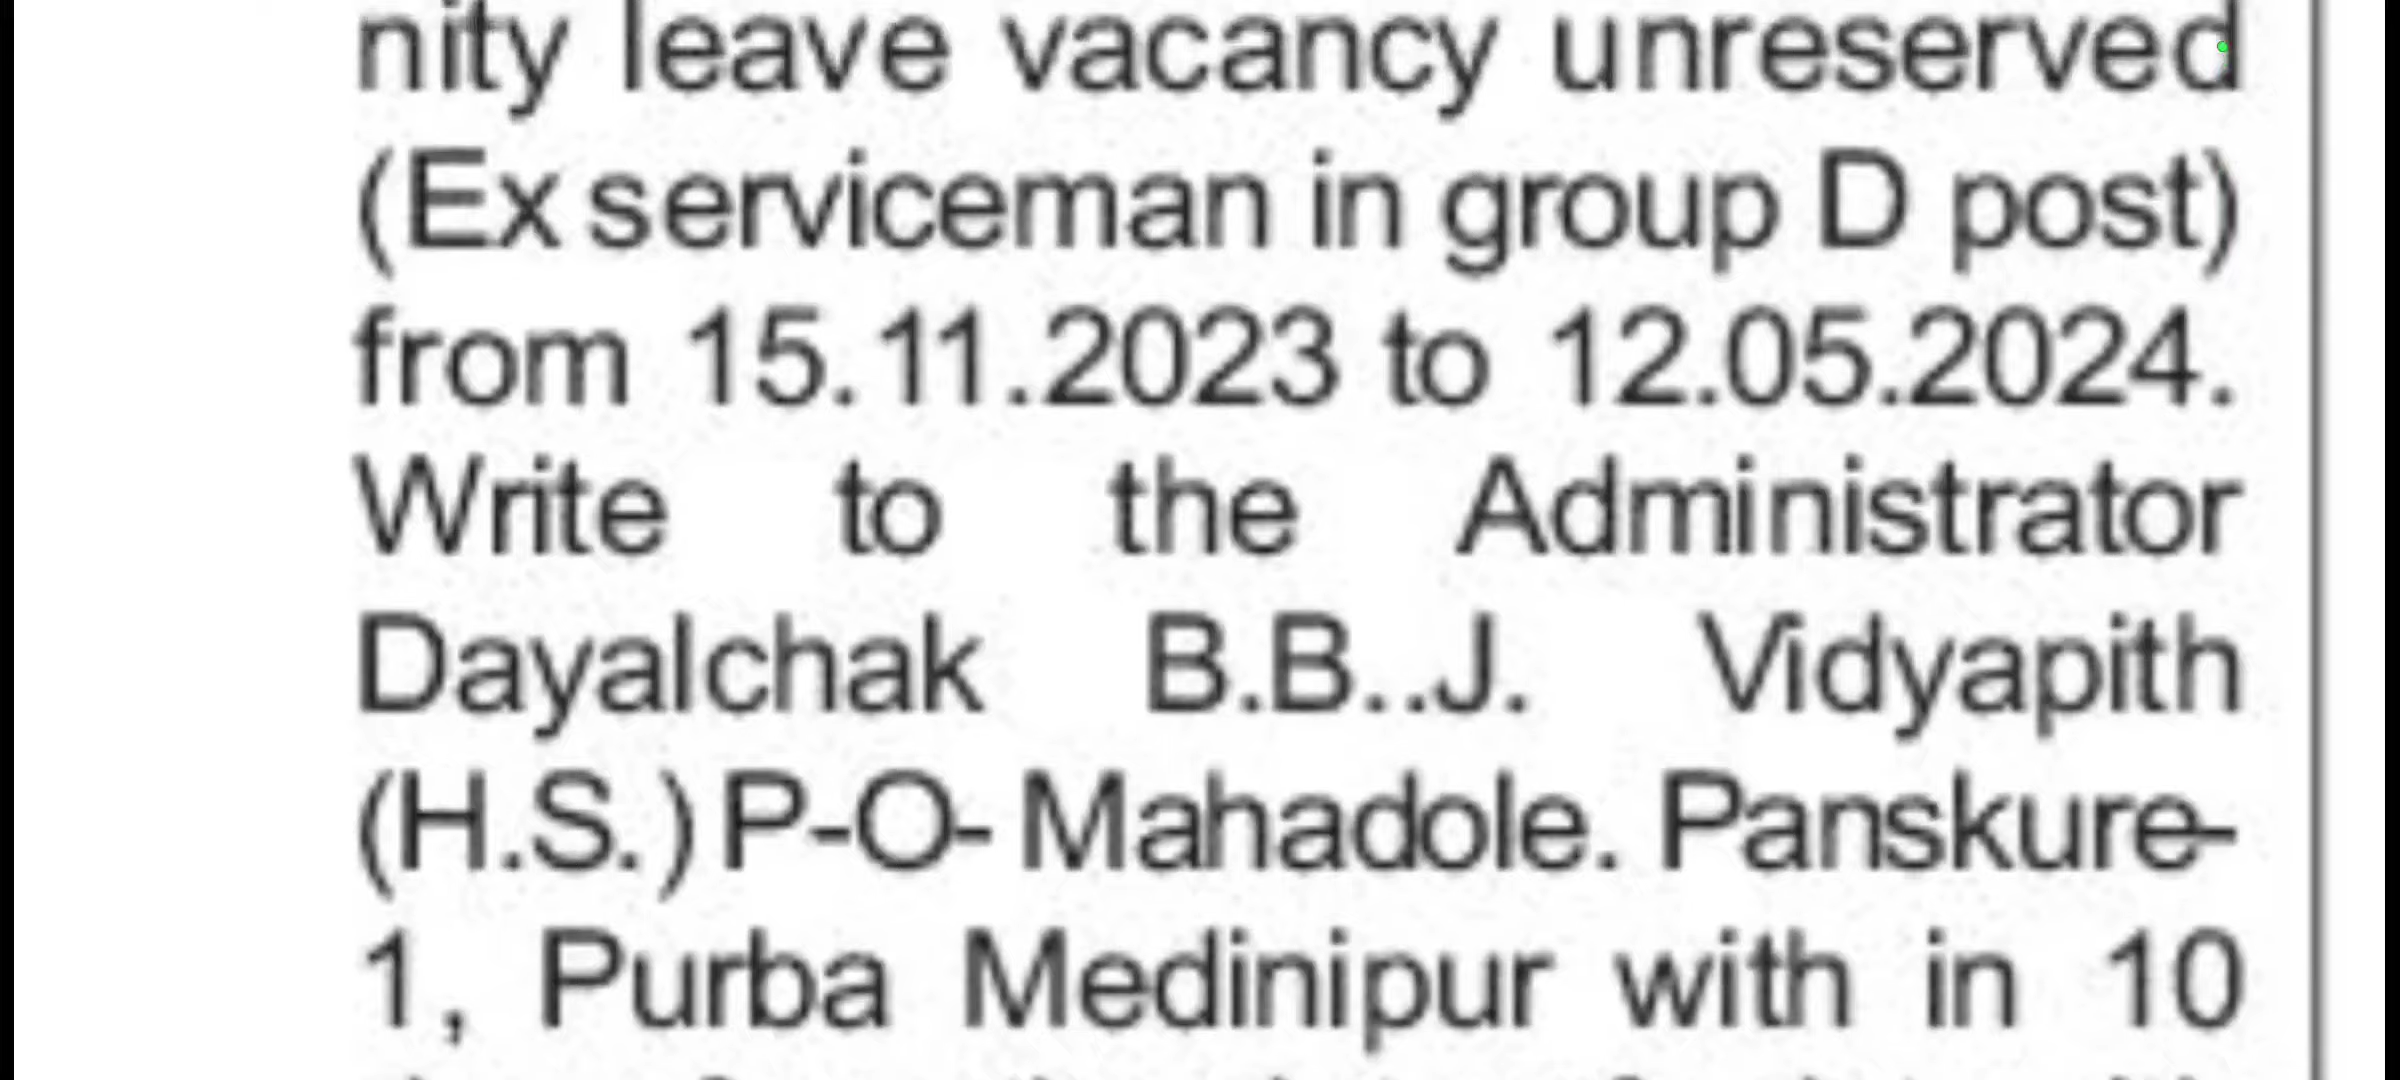 nity leave vacancy unreserved
(Ex serviceman in group D post)
from 15.11.2023 to 12.05.2024.
Write to the Administrator
Dayalchak B.B..J. Vidyapith
(H.S.) P-O- Mahadole. Panskure-
1, Purba Medinipur with in 10